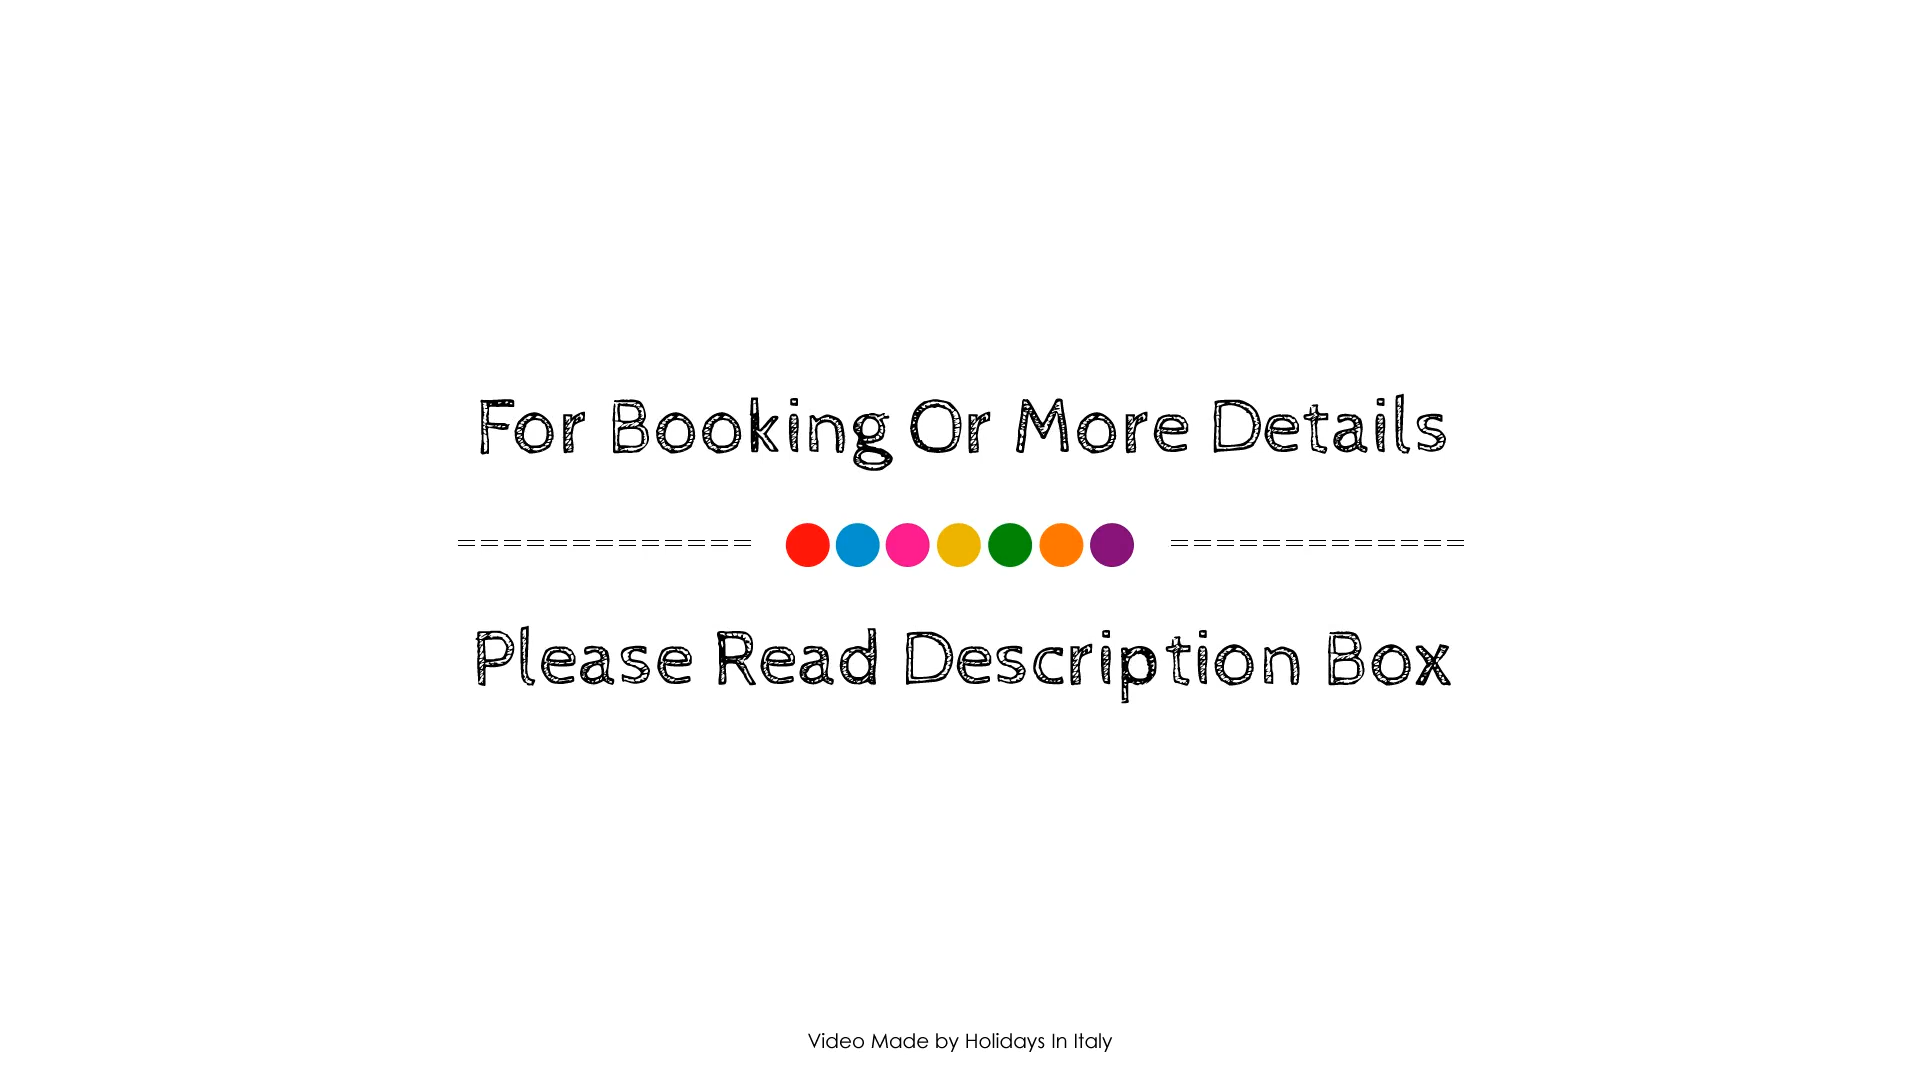 For Booking Or More Details
============= =============
Please Read Description Box
Video Made by Holidays In Italy